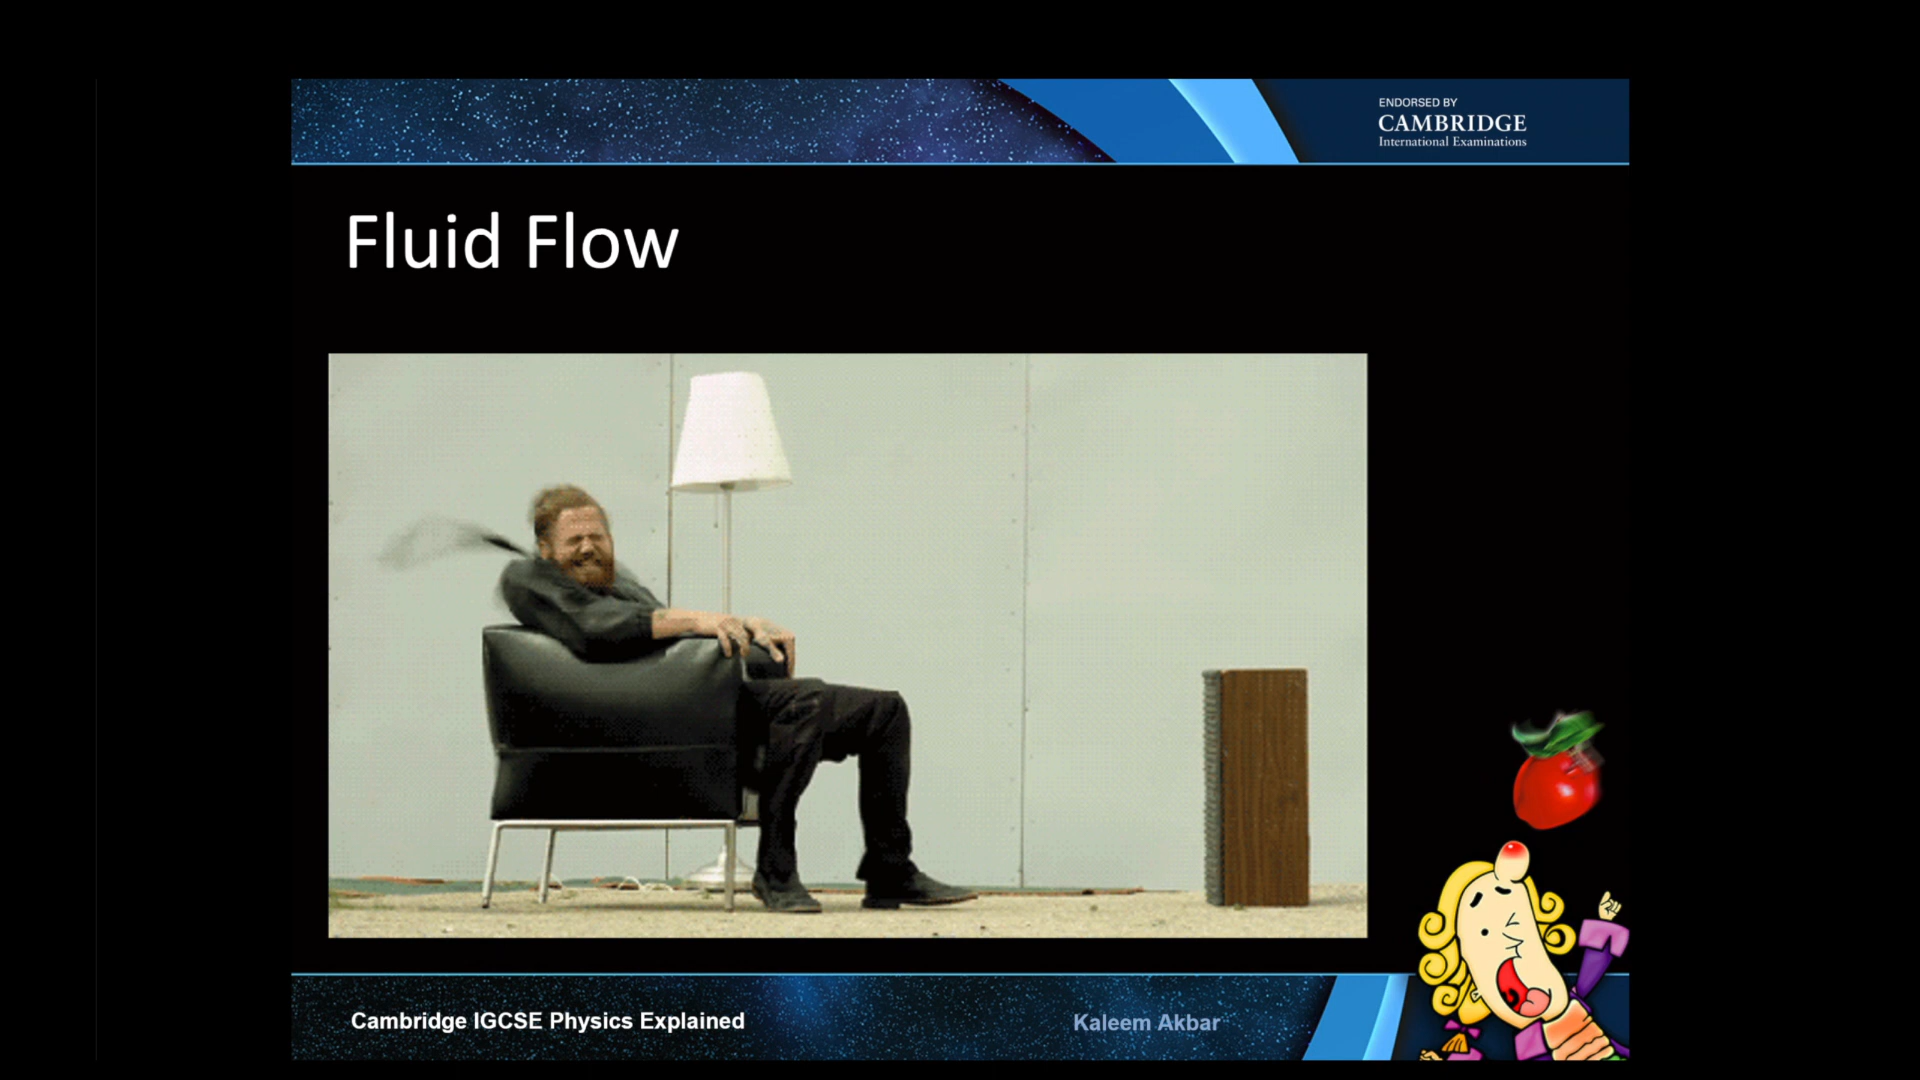 ENDORSED BY
CAMBRIDGE
International Examinations
Fluid Flow
Cambridge IGCSE Physics Explained
Kaleem Akbar